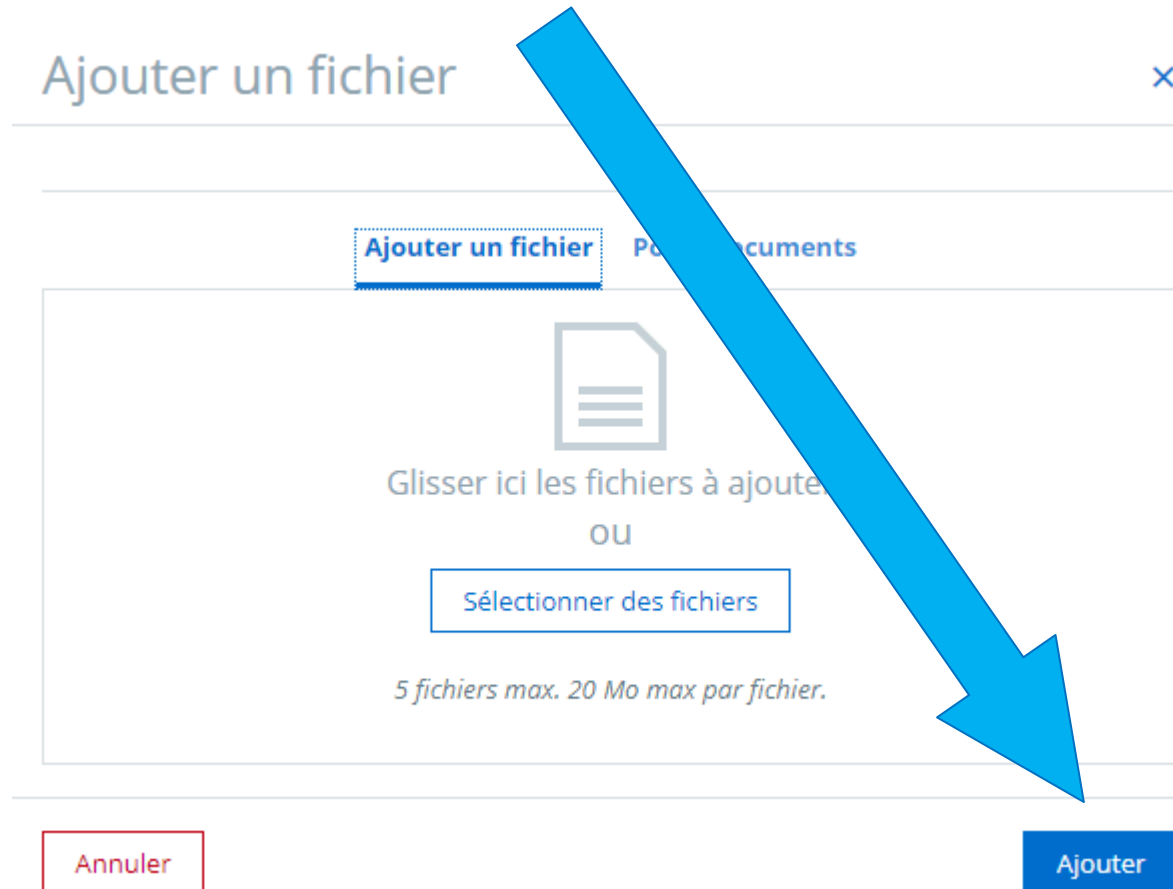 Ajouter un fichier
Ajouter un fichier
Glisser ici les fichiers à
ou
Sélectionner des fichiers
5 fichiers max. 20 Mo max par fichier.
Annuler
Ajouter